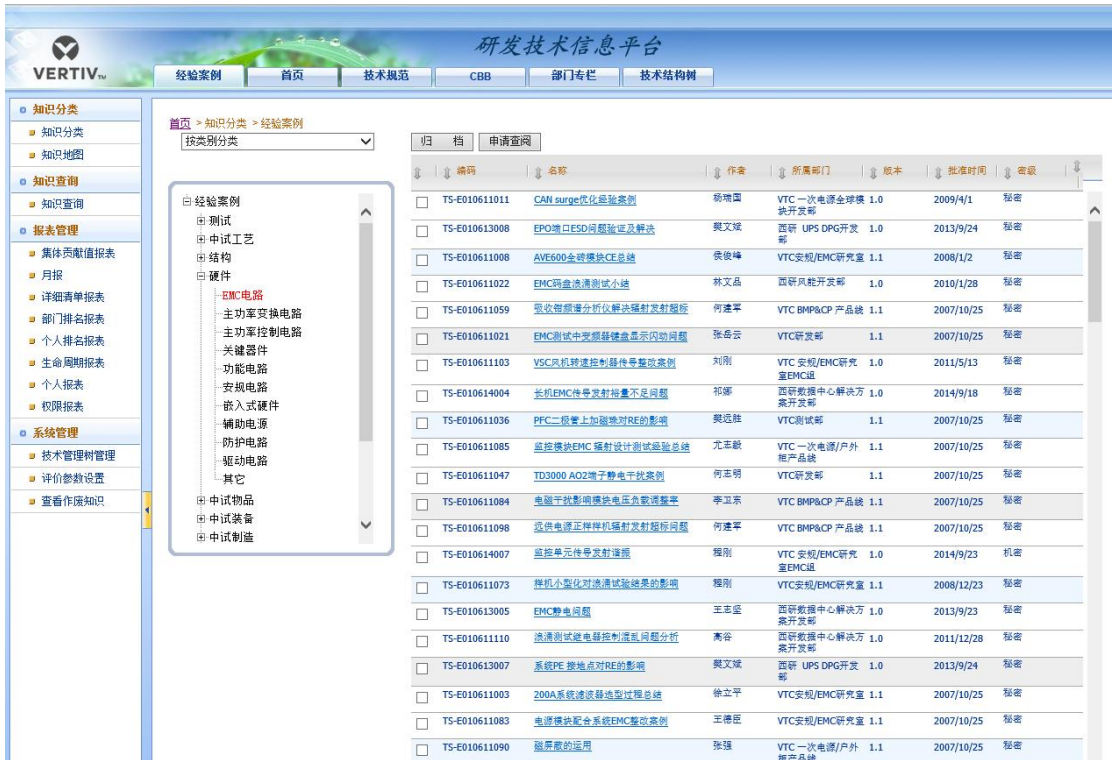 研发技术信息平台
VERTIV™
经验案例 首页 技术规范 CBB 部门专栏 技术结构树
知识分类
知识分类
知识地图
知识查询
知识查询
报表管理
集体贡献值报表
月报
详细清单报表
部门排名报表
个人排名报表
生命周期报表
个人报表
权限报表
系统管理
技术管理树管理
评价参数设置
查看作废知识
首页 > 知识分类 > 经验案例
按类别分类
归 档 申请查阅
经验案例
测试
中试工艺
结构
硬件
EMC电路
主功率变换电路
主功率控制电路
关键器件
功能电路
安规电路
嵌入式硬件
辅助电源
防护电路
驱动电路
其它
中试物品
中试装备
中试制造
编码 名称 作者 所属部门 版本 批准时间 密级
TS-E010611011 CAN surge优化经验案例 杨瑞国 VTC 一次电源全球模块开发部 1.0 2009/4/1 秘密
TS-E010613008 EPO端口ESD问题验证及解决 樊文斌 西研 UPS DPG开发部 1.0 2013/9/24 秘密
TS-E010611008 AVE600金砖模块CE总结 侯俊峰 VTC安规/EMC研究室 1.1 2008/1/2 秘密
TS-E010611022 EMC码盘浪涌测试小结 林文品 西研风能开发部 1.0 2010/1/28 秘密
TS-E010611059 吸收钳频谱分析仪解决辐射发射超标 何建军 VTC BMP&CP 产品线 1.1 2007/10/25 秘密
TS-E010611021 EMC测试中变频器键盘显示闪动问题 张岳云 VTC研发部 1.1 2007/10/25 秘密
TS-E010611103 VSC风机转速控制器传导整改案例 刘刚 VTC 安规/EMC研究室EMC组 1.0 2011/5/13 秘密
TS-E010614004 长机EMC传导发射裕量不足问题 祁娜 西研数据中心解决方案开发部 1.0 2014/9/18 秘密
TS-E010611036 PFC二极管上加磁珠对RE的影响 樊远胜 VTC测试部 1.1 2007/10/25 秘密
TS-E010611085 监控模块EMC 辐射设计测试经验总结 尤志毅 VTC 一次电源/户外柜产品线 1.1 2007/10/25 秘密
TS-E010611047 TD3000 AO2端子静电干扰案例 何志明 VTC研发部 1.1 2007/10/25 秘密
TS-E010611084 电磁干扰影响模块电压负载调整率 李卫东 VTC BMP&CP 产品线 1.1 2007/10/25 秘密
TS-E010611098 远供电源正样样机辐射发射超标问题 何建军 VTC BMP&CP 产品线 1.1 2007/10/25 秘密
TS-E010614007 监控单元传导发射谐振 程刚 VTC 安规/EMC研究室EMC组 1.0 2014/9/23 机密
TS-E010611073 样机小型化对浪涌试验结果的影响 程刚 VTC安规/EMC研究室 1.1 2008/12/23 秘密
TS-E010613005 EMC静电问题 王志坚 西研数据中心解决方案开发部 1.0 2013/9/23 秘密
TS-E010611110 浪涌测试继电器控制混乱问题分析 高谷 西研数据中心解决方案开发部 1.0 2011/12/28 秘密
TS-E010613007 系统PE 接地点对RE的影响 樊文斌 西研 UPS DPG开发部 1.0 2013/9/24 秘密
TS-E010611003 200A系统滤波器选型过程总结 徐立平 VTC安规/EMC研究室 1.1 2007/10/25 秘密
TS-E010611083 电源模块配合系统EMC整改案例 王德臣 VTC安规/EMC研究室 1.1 2007/10/25 秘密
TS-E010611090 磁屏蔽的运用 张强 VTC 一次电源/户外柜产品线 1.1 2007/10/25 秘密